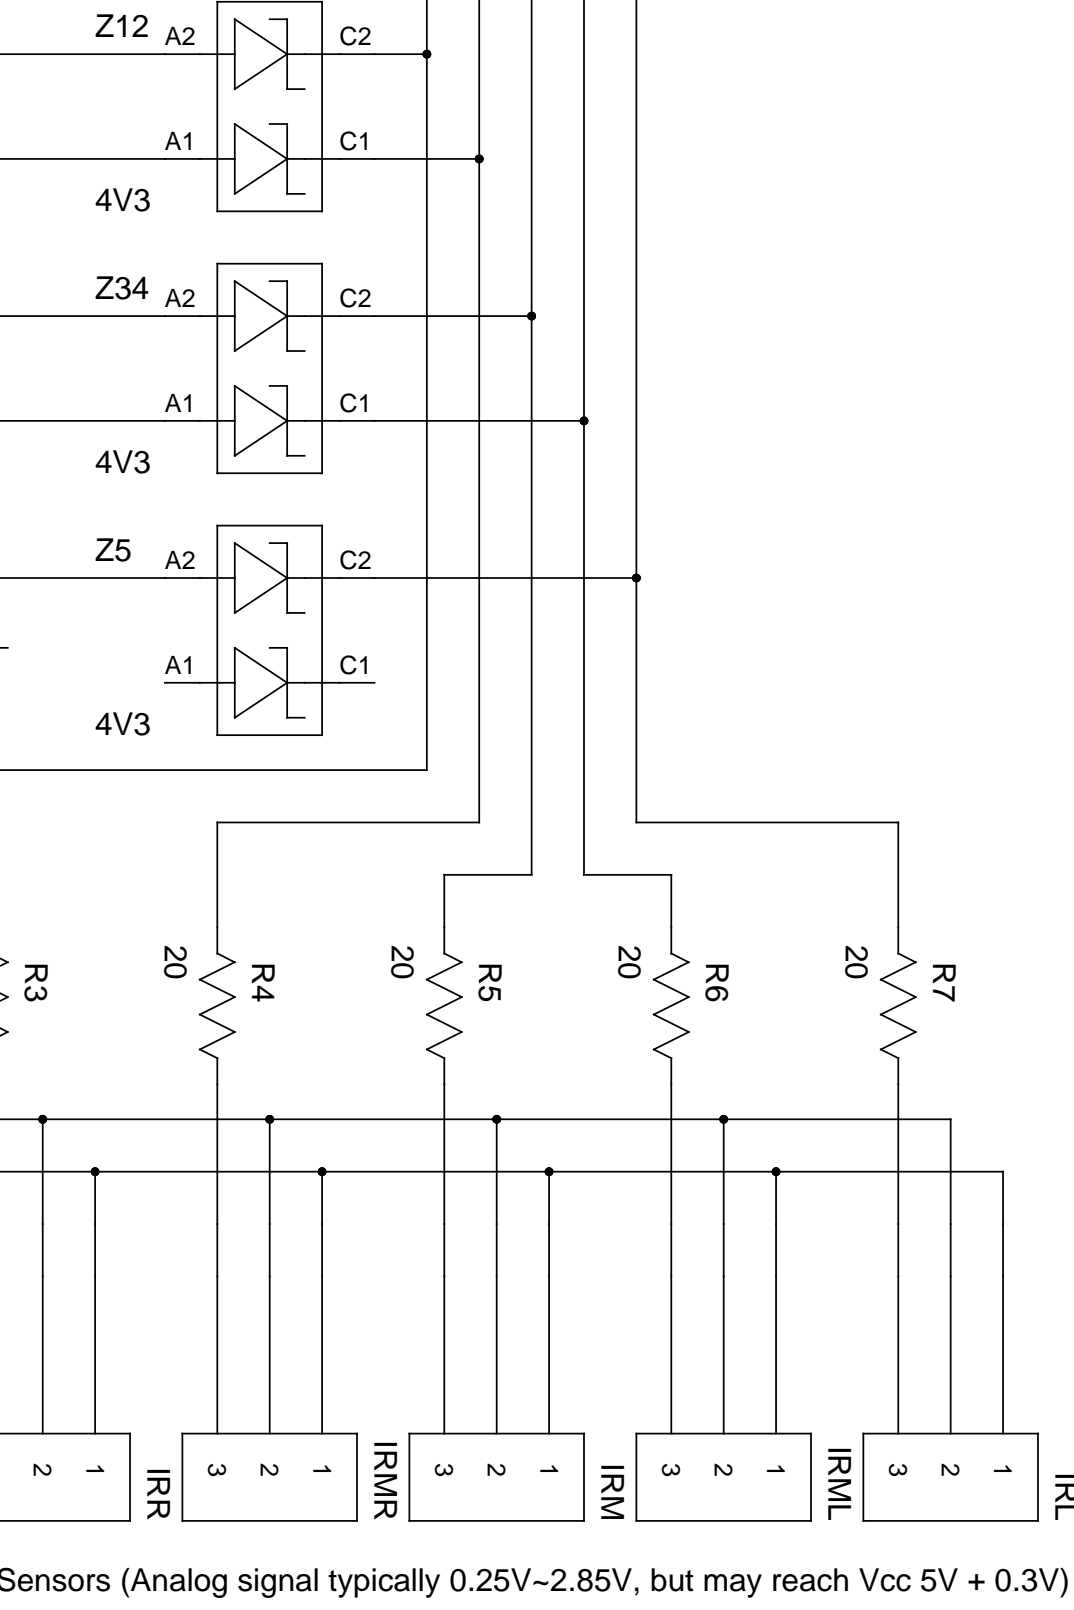 Z12 A2 C2
A1 C1
4V3
Z34 A2 C2
A1 C1
4V3
Z5 A2 C2
A1 C1
4V3
R3
20 R4
20 R5
20 R6
20 R7
2 1 IRR
3 2 1 IRMR
3 2 1 IRM
3 2 1 IRML
3 2 1 IRL
Sensors (Analog signal typically 0.25V~2.85V, but may reach Vcc 5V + 0.3V)